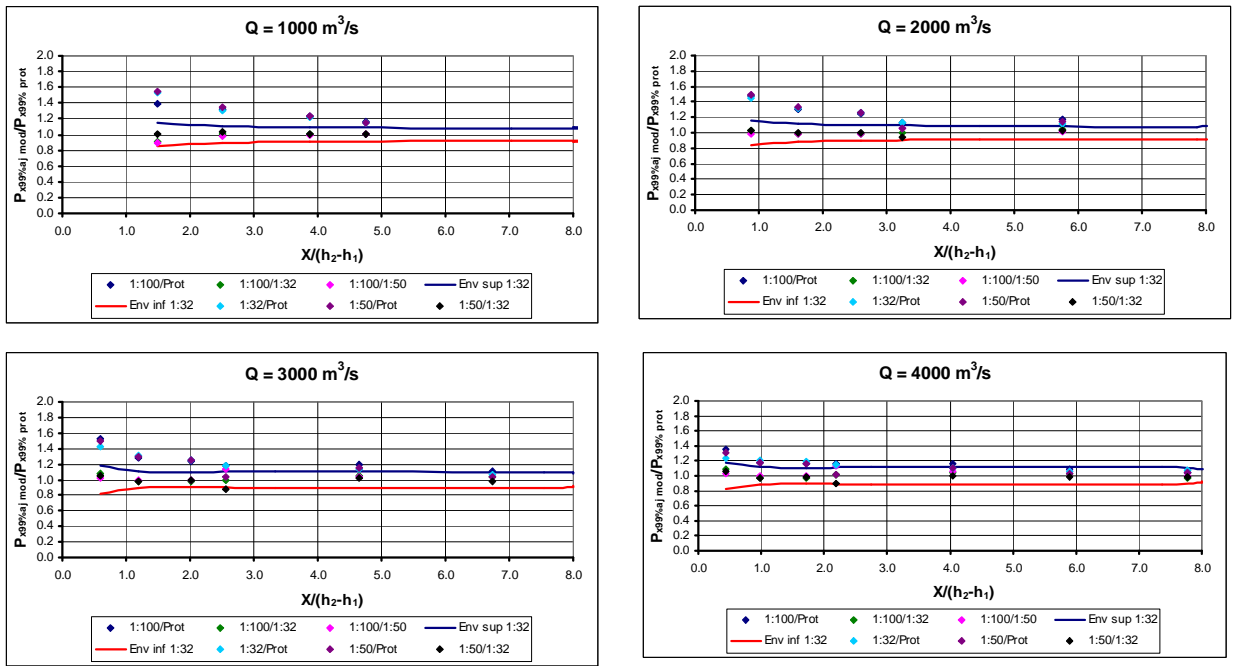 Q = 1000 m³/s
Px99%aj mod/Px99% prot
2.0
1.8
1.6
1.4
1.2
1.0
0.8
0.6
0.4
0.2
0.0
0.0 1.0 2.0 3.0 4.0 5.0 6.0 7.0 8.0
X/(h₂-h₁)
1:100/Prot 1:100/1:32 1:100/1:50 Env sup 1:32
Env inf 1:32 1:32/Prot 1:50/Prot 1:50/1:32
Q = 2000 m³/s
Px99%aj mod/Px99% prot
2.0
1.8
1.6
1.4
1.2
1.0
0.8
0.6
0.4
0.2
0.0
0.0 1.0 2.0 3.0 4.0 5.0 6.0 7.0 8.0
X/(h₂-h₁)
1:100/Prot 1:100/1:32 1:100/1:50 Env sup 1:32
Env inf 1:32 1:32/Prot 1:50/Prot 1:50/1:32
Q = 3000 m³/s
Px99%aj mod/Px99% prot
2.0
1.8
1.6
1.4
1.2
1.0
0.8
0.6
0.4
0.2
0.0
0.0 1.0 2.0 3.0 4.0 5.0 6.0 7.0 8.0
X/(h₂-h₁)
1:100/Prot 1:100/1:32 1:100/1:50 Env sup 1:32
Env inf 1:32 1:32/Prot 1:50/Prot 1:50/1:32
Q = 4000 m³/s
Px99%aj mod/Px99% prot
2.0
1.8
1.6
1.4
1.2
1.0
0.8
0.6
0.4
0.2
0.0
0.0 1.0 2.0 3.0 4.0 5.0 6.0 7.0 8.0
X/(h₂-h₁)
1:100/Prot 1:100/1:32 1:100/1:50 Env sup 1:32
Env inf 1:32 1:32/Prot 1:50/Prot 1:50/1:32